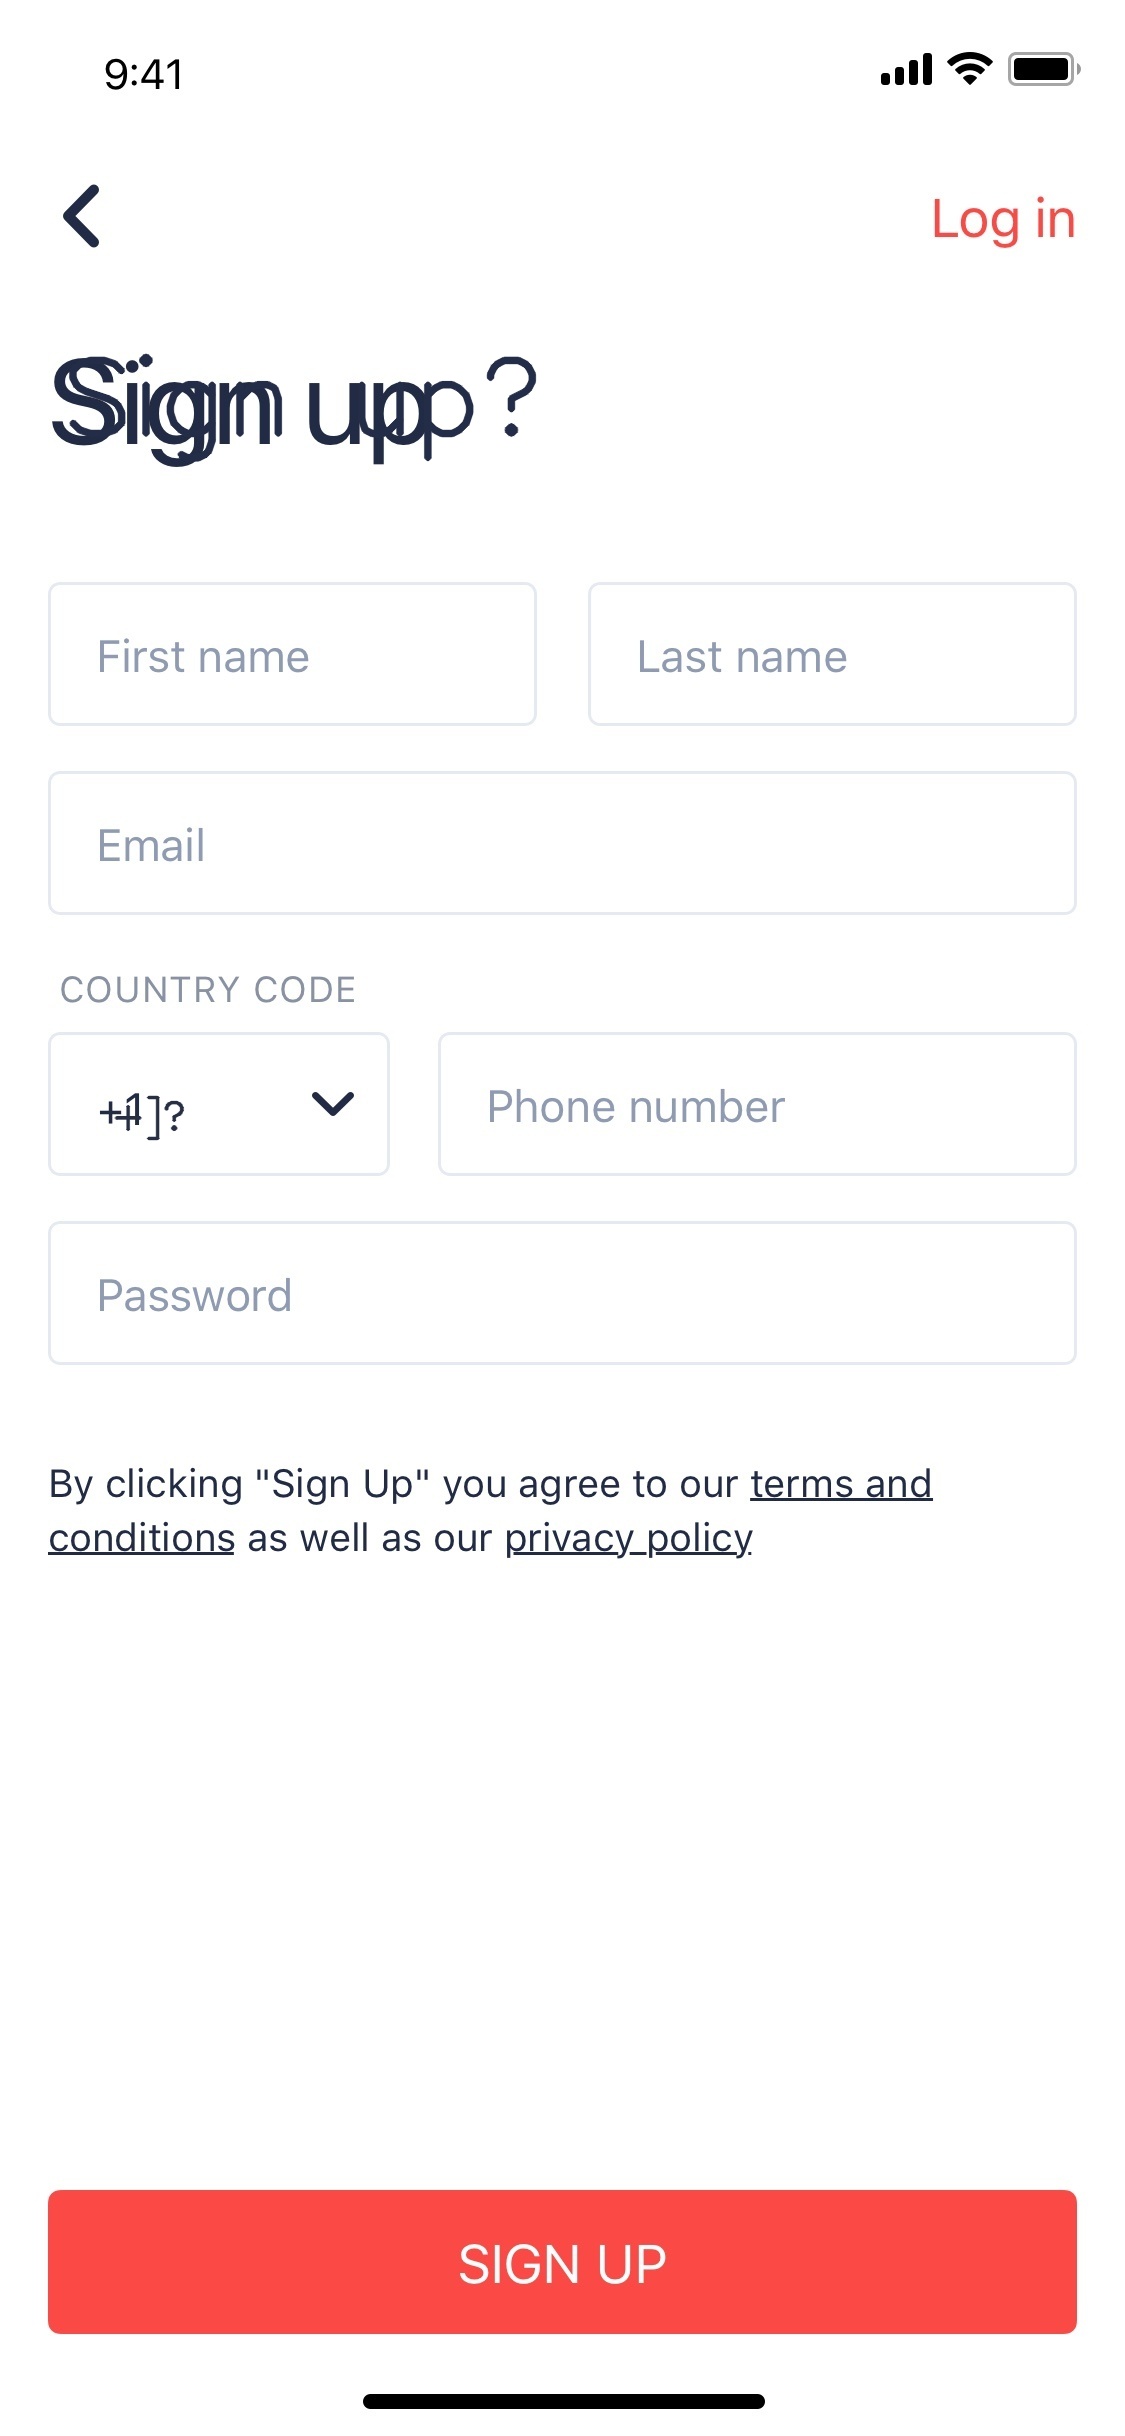 9:41
Log in
Sign up
First name
Last name
Email
COUNTRY CODE
Phone number
Password
By clicking "Sign Up" you agree to our terms and
conditions as well as our privacy policy
SIGN UP